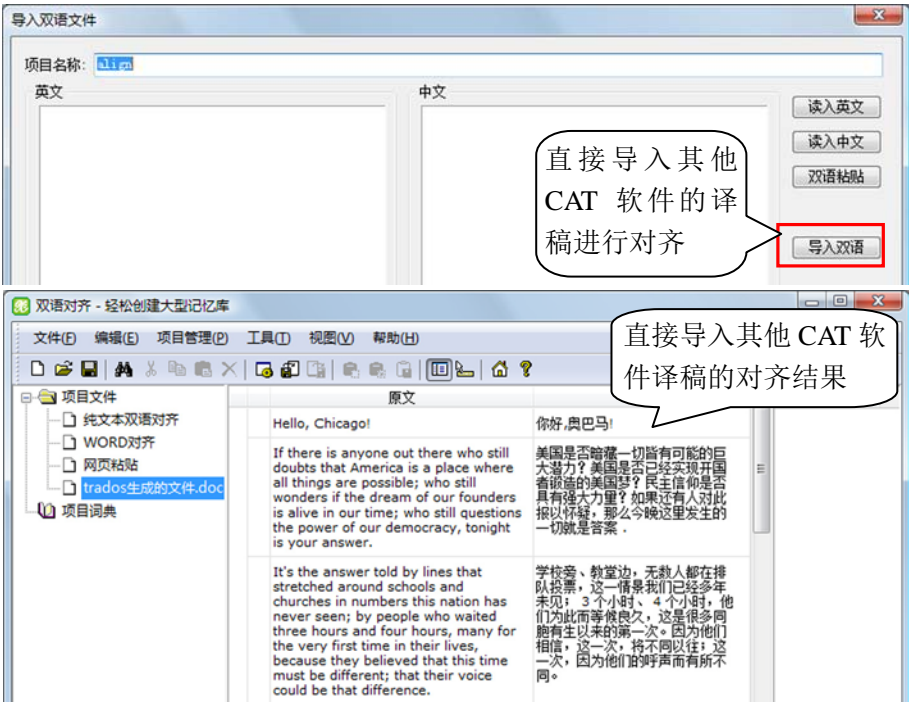 导入双语文件
项目名称: align
英文
中文
读入英文
读入中文
双语粘贴
导入双语
直接导入其他
CAT 软件的译
稿进行对齐
双语对齐 - 轻松创建大型记忆库
文件(F) 编辑(E) 项目管理(P) 工具(T) 视图(V) 帮助(H)
直接导入其他 CAT 软
件译稿的对齐结果
项目文件
纯文本双语对齐
WORD对齐
网页粘贴
trados生成的文件.doc
项目词典
原文
Hello, Chicago!
你好,奥巴马!
If there is anyone out there who still
doubts that America is a place where
all things are possible; who still
wonders if the dream of our founders
is alive in our time; who still questions
the power of our democracy, tonight
is your answer.
美国是否暗藏一切皆有可能的巨
大潜力？美国是否已经实现开国
者锻造的美国梦？民主信仰是否
具有强大力里？如果还有人对此
报以怀疑，那么今晚这里发生的
一切就是答案．
It's the answer told by lines that
stretched around schools and
churches in numbers this nation has
never seen; by people who waited
three hours and four hours, many for
the very first time in their lives,
because they believed that this time
must be different; that their voice
could be that difference.
学校旁、教堂边，无数人都在排
队投票，这一情景我们已经多年
未见；３个小时、４个小时，他
们为此而等候良久，这是很多同
胞有生以来的第一次。因为他们
相信，这一次，将不同以往；这
一次，因为他们的呼声而有所不
同。